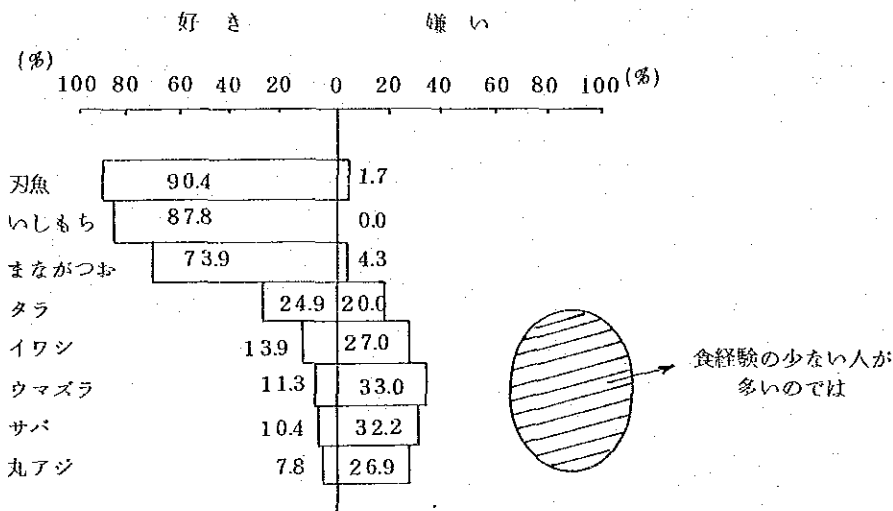 好き 嫌い
(%)
100 80 60 40 20 0 20 40 60 80 100 (%)
刃魚 90.4 1.7
いしもち 87.8 0.0
まながつお 73.9 4.3
タラ 24.9 20.0
イワシ 13.9 27.0
ウマズラ 11.3 33.0
サバ 10.4 32.2
丸アジ 7.8 26.9
食経験の少ない人が
多いのでは